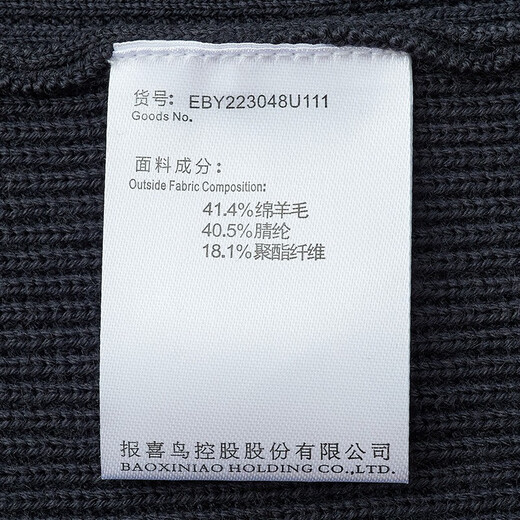 货号: EBY223048U111
Goods No.
面料成分:
Outside Fabric Composition:
41.4%绵羊毛
40.5%腈纶
18.1%聚酯纤维
报喜鸟控股股份有限公司
BAOXINIAO HOLDING CO.,LTD.